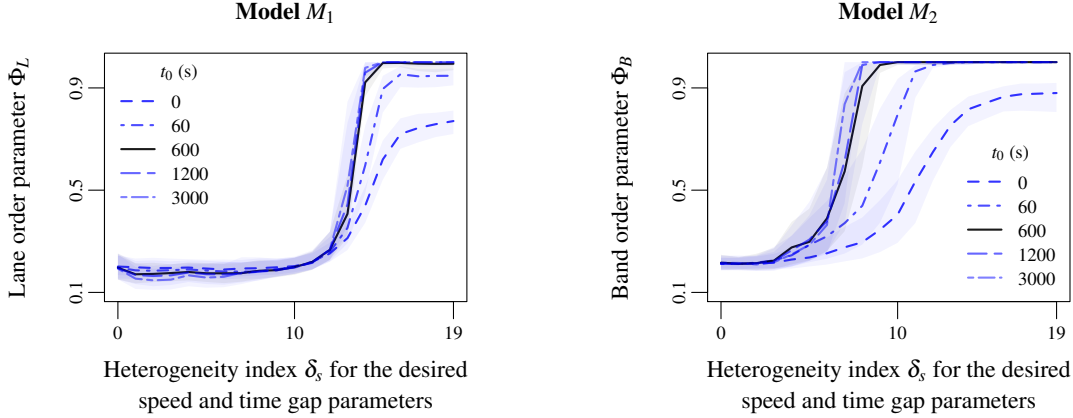 Model M1
Lane order parameter ΦL
0.9
0.5
0.1
t0 (s)
0
60
600
1200
3000
0
10
19
Heterogeneity index δs for the desired
speed and time gap parameters
Model M2
Band order parameter ΦB
0.9
0.5
0.1
t0 (s)
0
60
600
1200
3000
0
10
19
Heterogeneity index δs for the desired
speed and time gap parameters